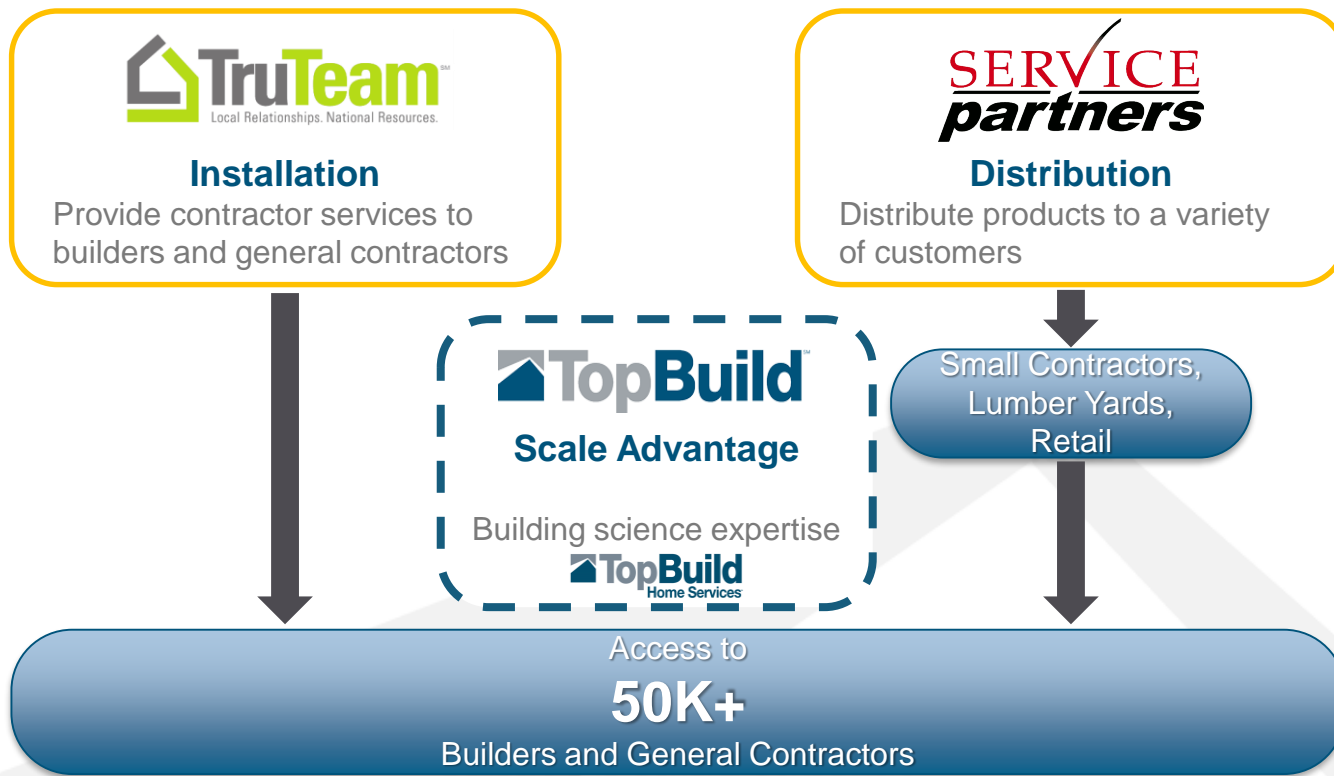 TruTeam℠
Local Relationships. National Resources.
Installation
Provide contractor services to
builders and general contractors
SERVICE
partners
Distribution
Distribute products to a variety
of customers
TopBuild℠
Scale Advantage
Building science expertise
TopBuild
Home Services
Small Contractors,
Lumber Yards,
Retail
Access to
50K+
Builders and General Contractors